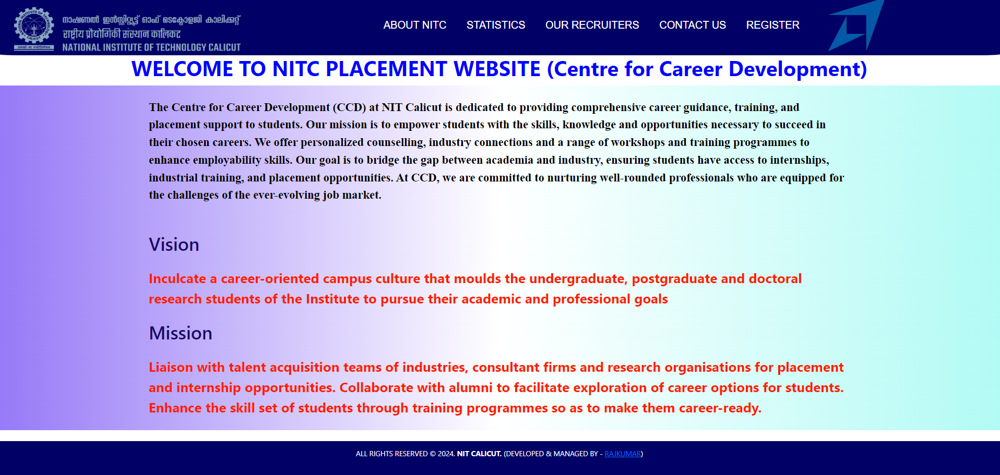 നാഷണൽ ഇൻസ്റ്റിറ്റ്യൂട്ട് ഓഫ് ടെക്നോളജി കാലിക്കറ്റ്
राष्ट्रीय प्रौद्योगिकी संस्थान कालिकट
NATIONAL INSTITUTE OF TECHNOLOGY CALICUT
ABOUT NITC STATISTICS OUR RECRUITERS CONTACT US REGISTER
WELCOME TO NITC PLACEMENT WEBSITE (Centre for Career Development)
The Centre for Career Development (CCD) at NIT Calicut is dedicated to providing comprehensive career guidance, training, and
placement support to students. Our mission is to empower students with the skills, knowledge and opportunities necessary to succeed in
their chosen careers. We offer personalized counselling, industry connections and a range of workshops and training programmes to
enhance employability skills. Our goal is to bridge the gap between academia and industry, ensuring students have access to internships,
industrial training, and placement opportunities. At CCD, we are committed to nurturing well-rounded professionals who are equipped for
the challenges of the ever-evolving job market.
Vision
Inculcate a career-oriented campus culture that moulds the undergraduate, postgraduate and doctoral
research students of the Institute to pursue their academic and professional goals
Mission
Liaison with talent acquisition teams of industries, consultant firms and research organisations for placement
and internship opportunities. Collaborate with alumni to facilitate exploration of career options for students.
Enhance the skill set of students through training programmes so as to make them career-ready.
ALL RIGHTS RESERVED © 2024. NIT CALICUT. (DEVELOPED & MANAGED BY - RAJKUMAR)